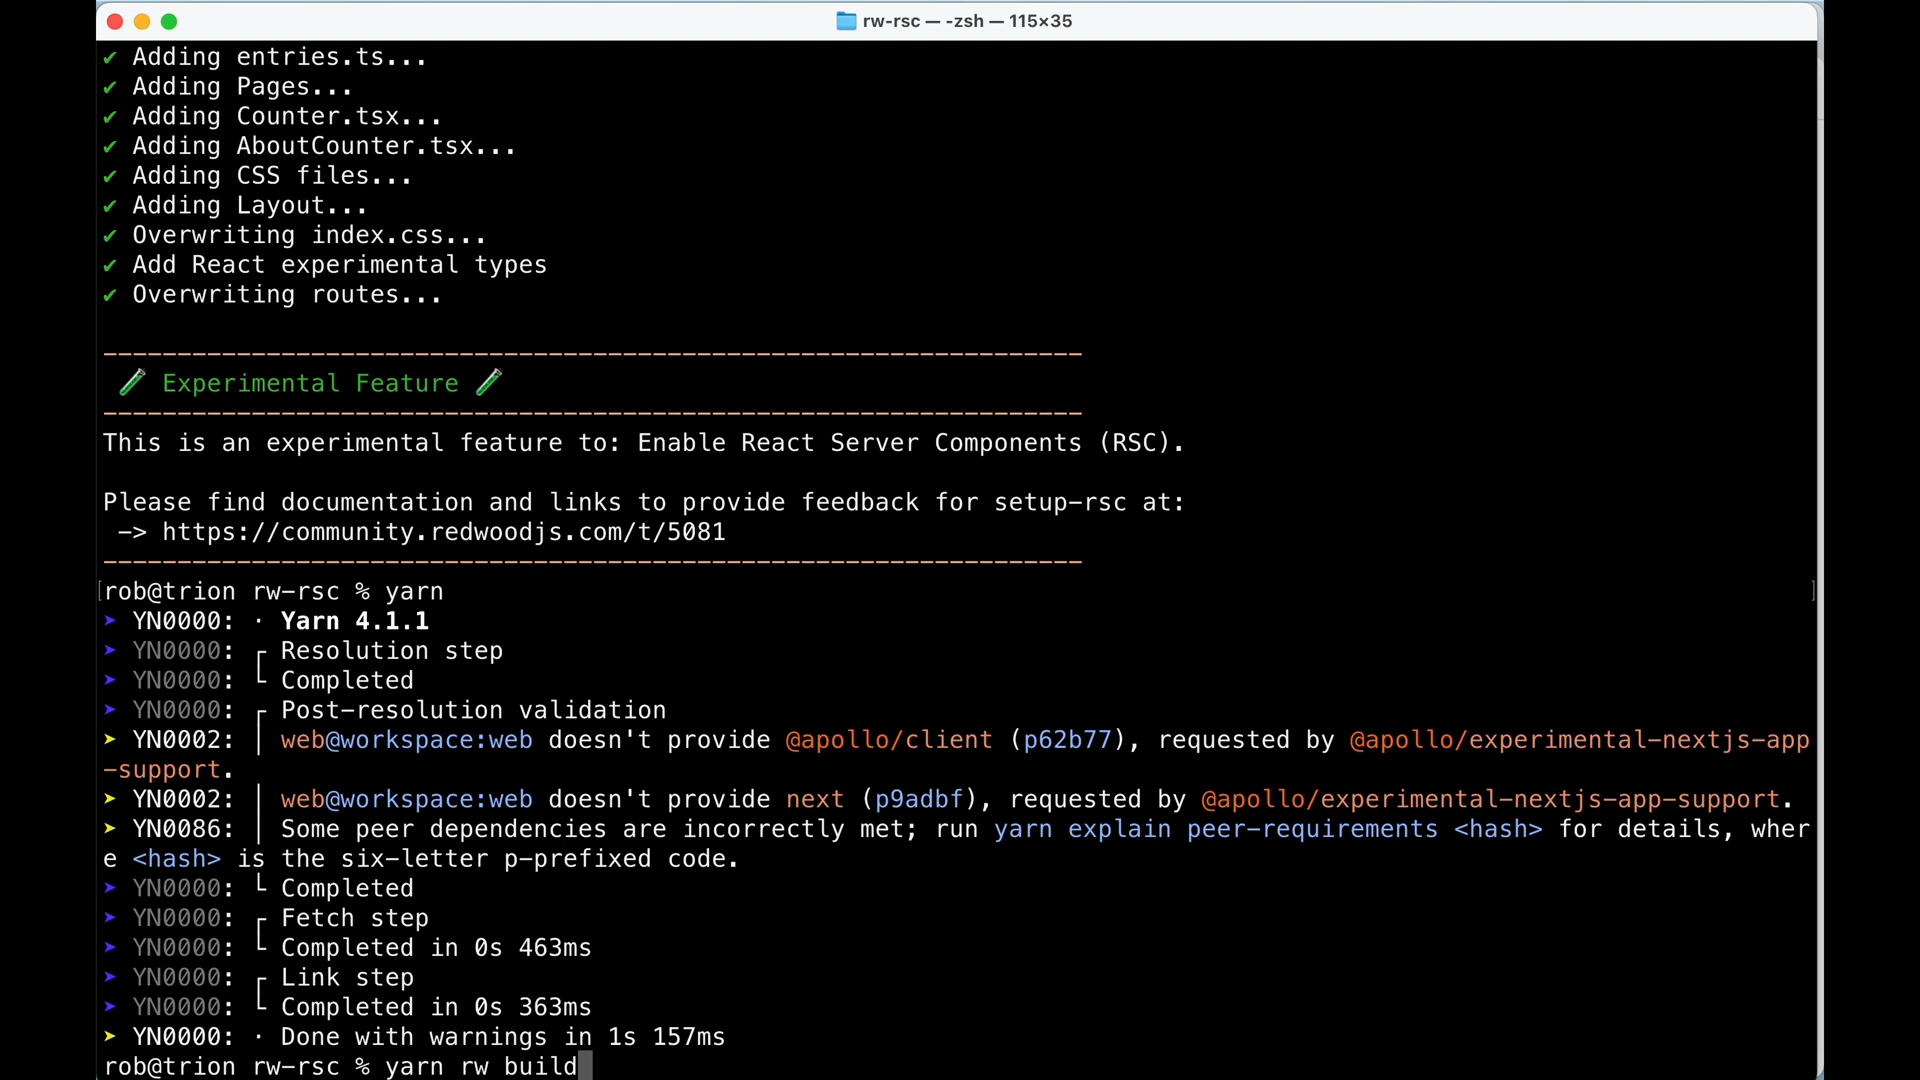 rw-rsc — -zsh — 115×35
✔ Adding entries.ts...
✔ Adding Pages...
✔ Adding Counter.tsx...
✔ Adding AboutCounter.tsx...
✔ Adding CSS files...
✔ Adding Layout...
✔ Overwriting index.css...
✔ Add React experimental types
✔ Overwriting routes...
------------------------------------------------------------------
🧪 Experimental Feature 🧪
------------------------------------------------------------------
This is an experimental feature to: Enable React Server Components (RSC).
Please find documentation and links to provide feedback for setup-rsc at:
-> https://community.redwoodjs.com/t/5081
------------------------------------------------------------------
[rob@trion rw-rsc % yarn ]
➤ YN0000: · Yarn 4.1.1
➤ YN0000: ┌ Resolution step
➤ YN0000: └ Completed
➤ YN0000: ┌ Post-resolution validation
➤ YN0002: │ web@workspace:web doesn't provide @apollo/client (p62b77), requested by @apollo/experimental-nextjs-app
-support.
➤ YN0002: │ web@workspace:web doesn't provide next (p9adbf), requested by @apollo/experimental-nextjs-app-support.
➤ YN0086: │ Some peer dependencies are incorrectly met; run yarn explain peer-requirements <hash> for details, wher
e <hash> is the six-letter p-prefixed code.
➤ YN0000: └ Completed
➤ YN0000: ┌ Fetch step
➤ YN0000: └ Completed in 0s 463ms
➤ YN0000: ┌ Link step
➤ YN0000: └ Completed in 0s 363ms
➤ YN0000: · Done with warnings in 1s 157ms
rob@trion rw-rsc % yarn rw build